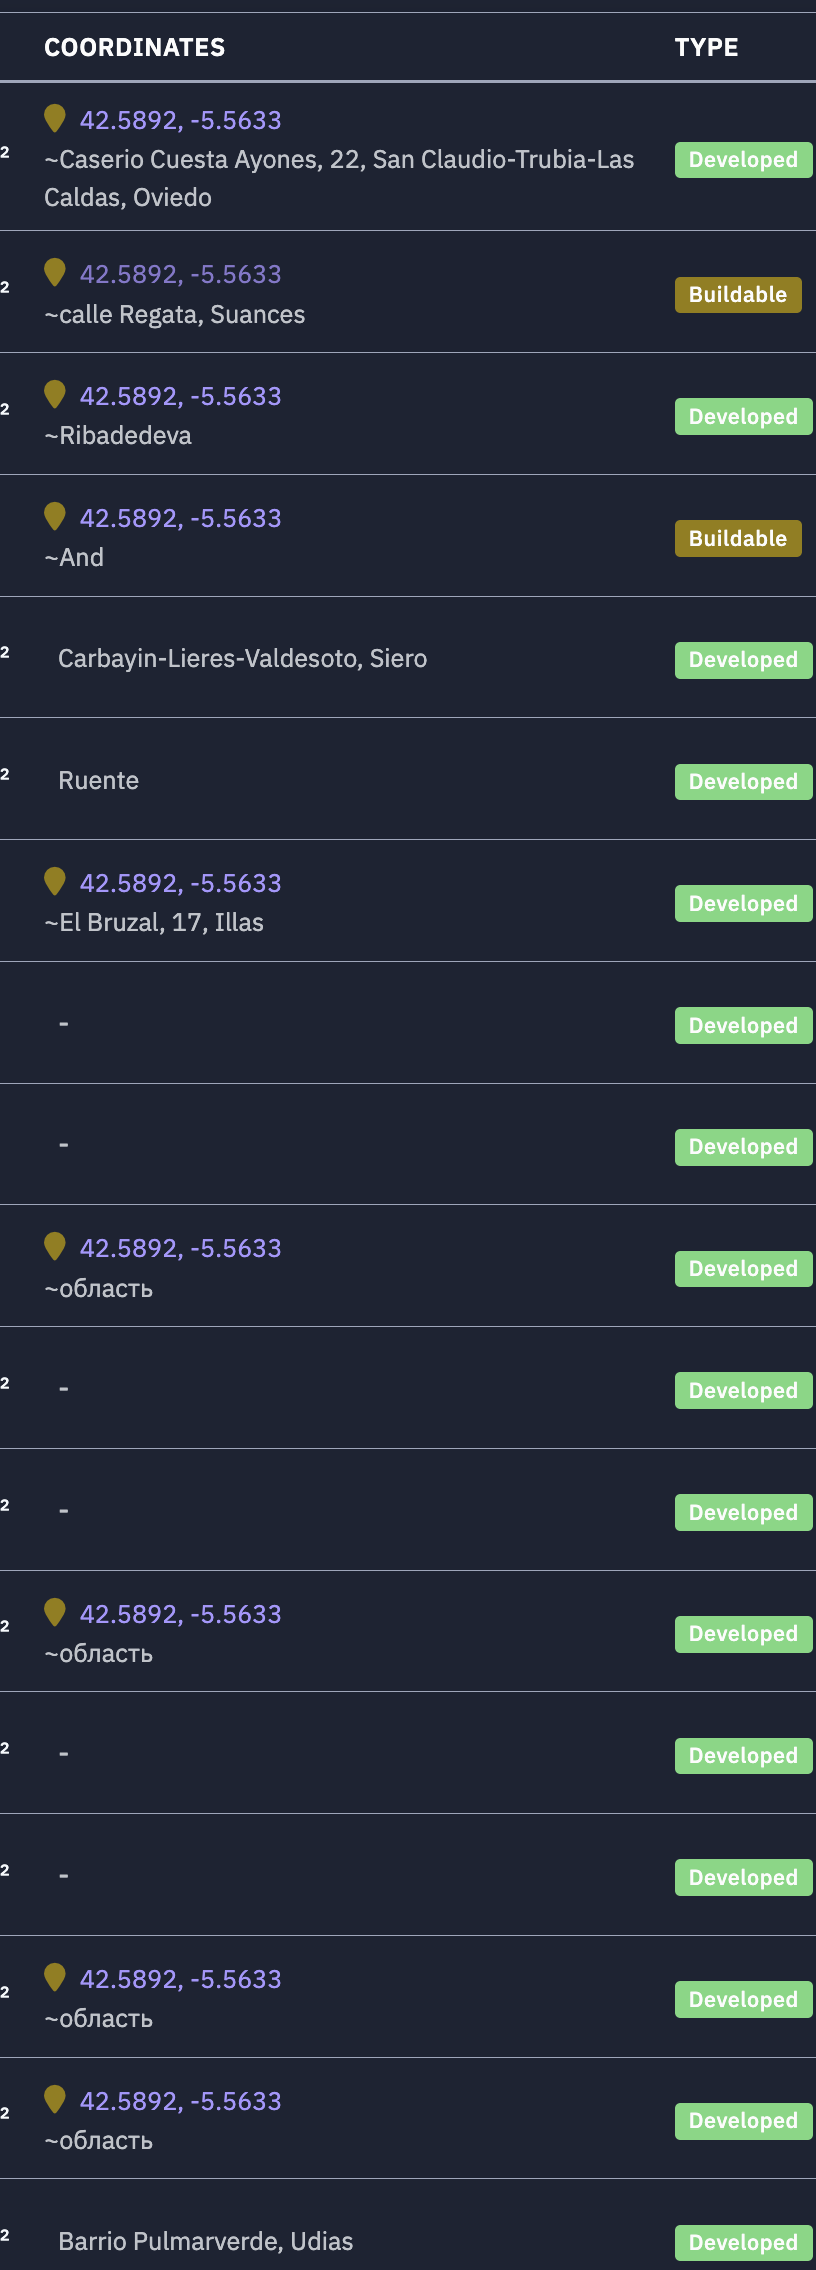 COORDINATES TYPE
42.5892, -5.5633
² ~Caserio Cuesta Ayones, 22, San Claudio-Trubia-Las Developed
Caldas, Oviedo
42.5892, -5.5633
² Buildable
~calle Regata, Suances
42.5892, -5.5633
² Developed
~Ribadedeva
42.5892, -5.5633
Buildable
~And
² Carbayin-Lieres-Valdesoto, Siero Developed
² Ruente Developed
42.5892, -5.5633
Developed
~El Bruzal, 17, Illas
- Developed
- Developed
42.5892, -5.5633
Developed
~область
² - Developed
² - Developed
42.5892, -5.5633
² Developed
~область
² - Developed
² - Developed
42.5892, -5.5633
² Developed
~область
42.5892, -5.5633
² Developed
~область
² Barrio Pulmarverde, Udias Developed